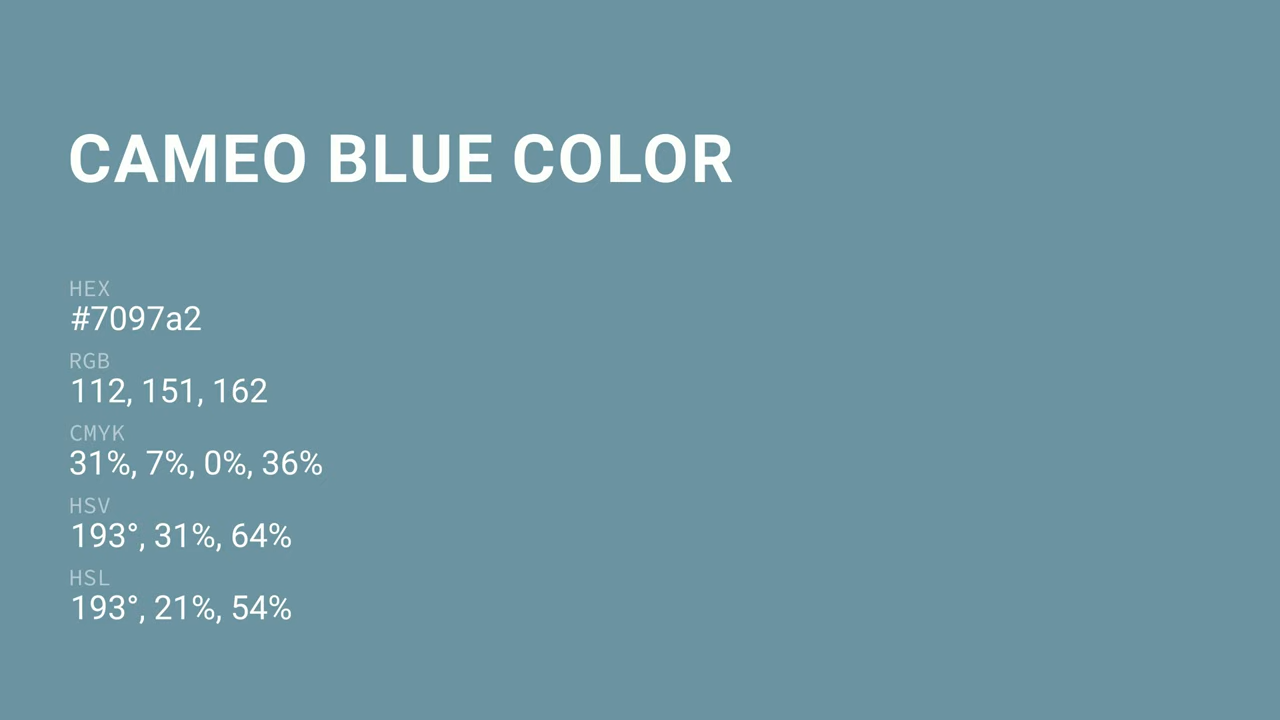 CAMEO BLUE COLOR
HEX
#7097a2
RGB
112, 151, 162
CMYK
31%, 7%, 0%, 36%
HSV
193°, 31%, 64%
HSL
193°, 21%, 54%